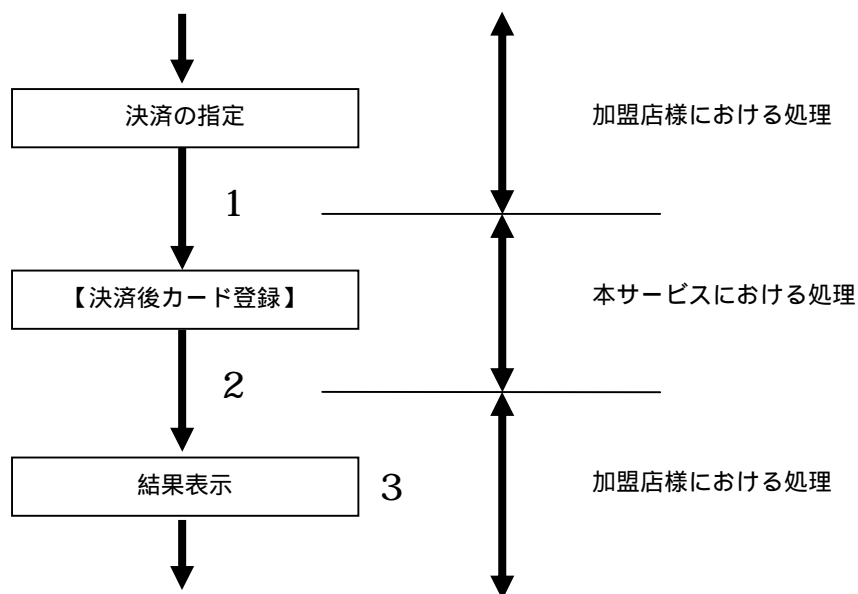 決済の指定
加盟店様における処理
1
【決済後カード登録】
本サービスにおける処理
2
結果表示
3
加盟店様における処理